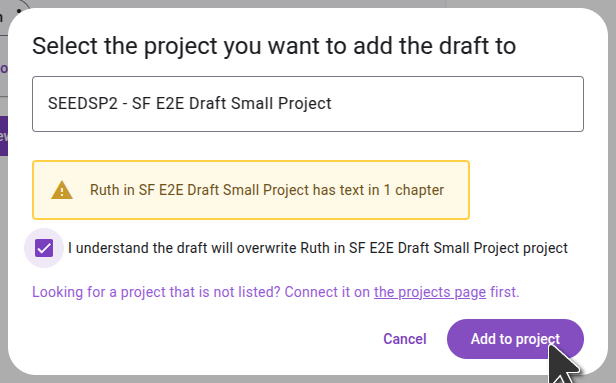 Select the project you want to add the draft to
SEEDSP2 - SF E2E Draft Small Project
Ruth in SF E2E Draft Small Project has text in 1 chapter
I understand the draft will overwrite Ruth in SF E2E Draft Small Project project
Looking for a project that is not listed? Connect it on the projects page first.
Cancel
Add to project